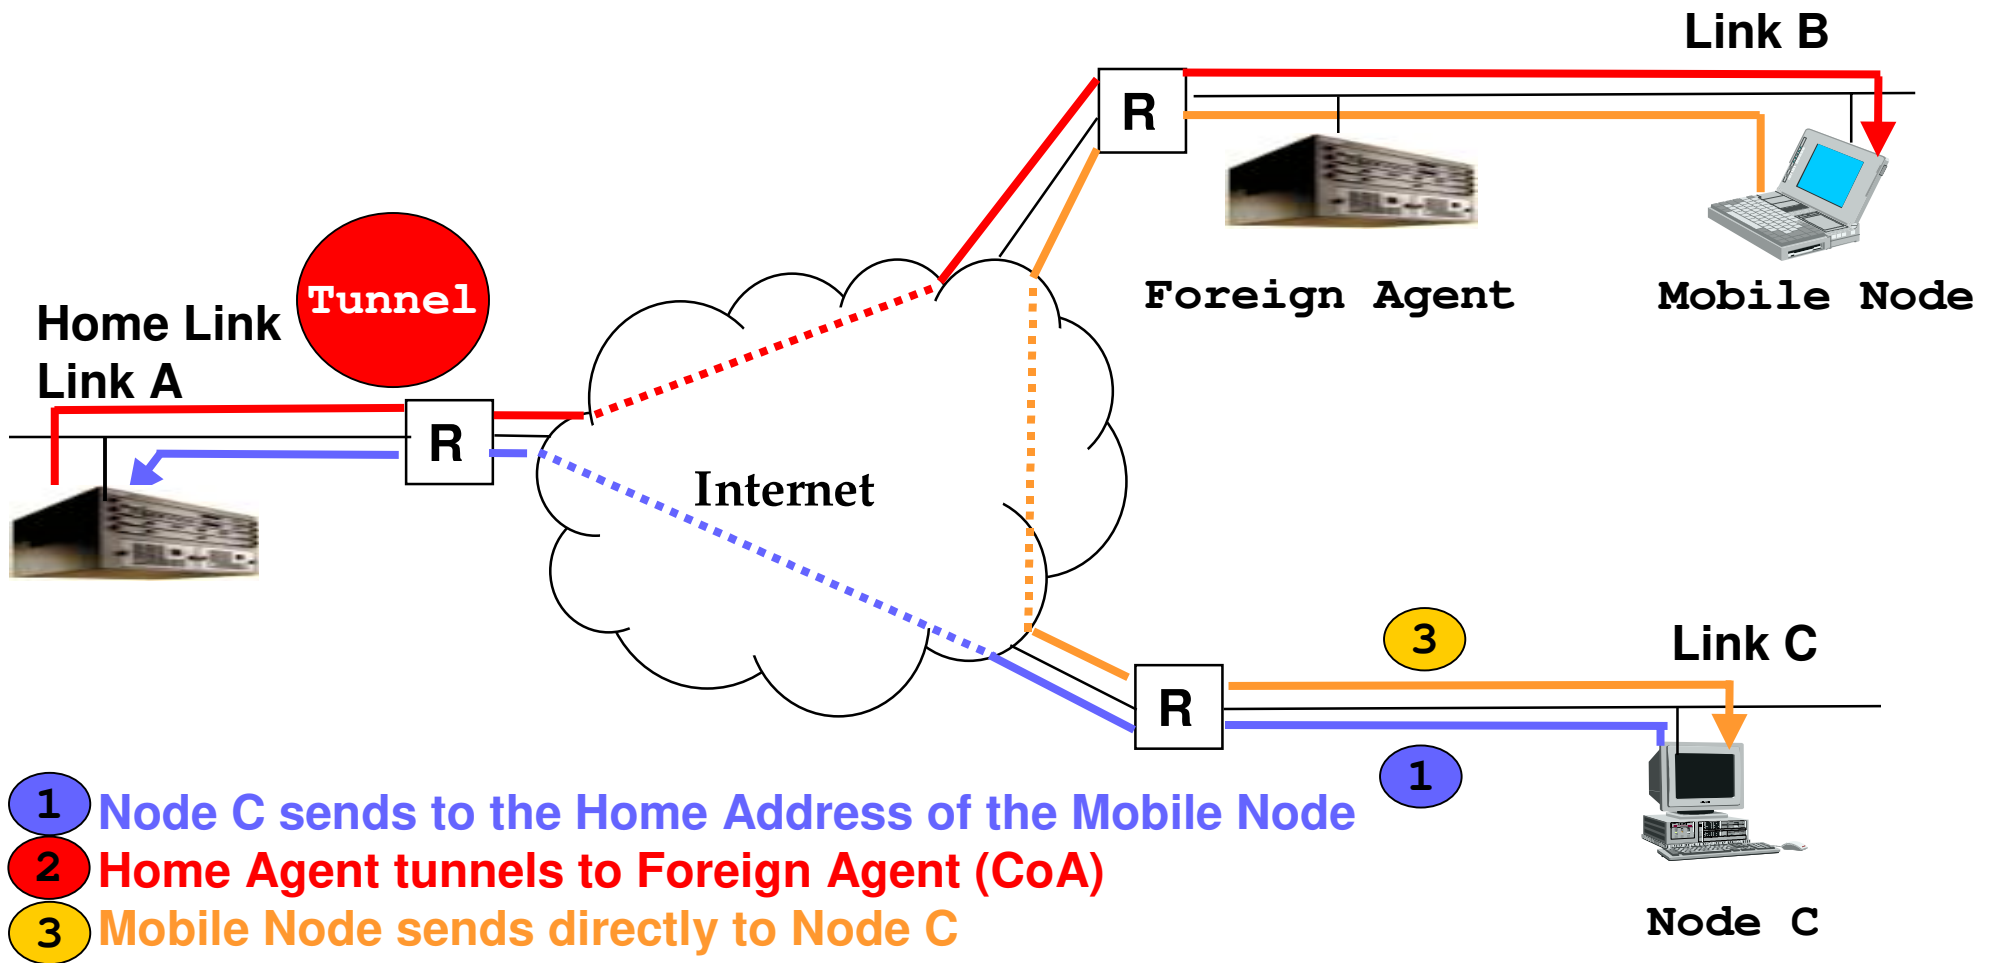 Link B
R
Foreign Agent
Mobile Node
Tunnel
Home Link
Link A
R
Internet
3
Link C
R
1
Node C
1 Node C sends to the Home Address of the Mobile Node
2 Home Agent tunnels to Foreign Agent (CoA)
3 Mobile Node sends directly to Node C